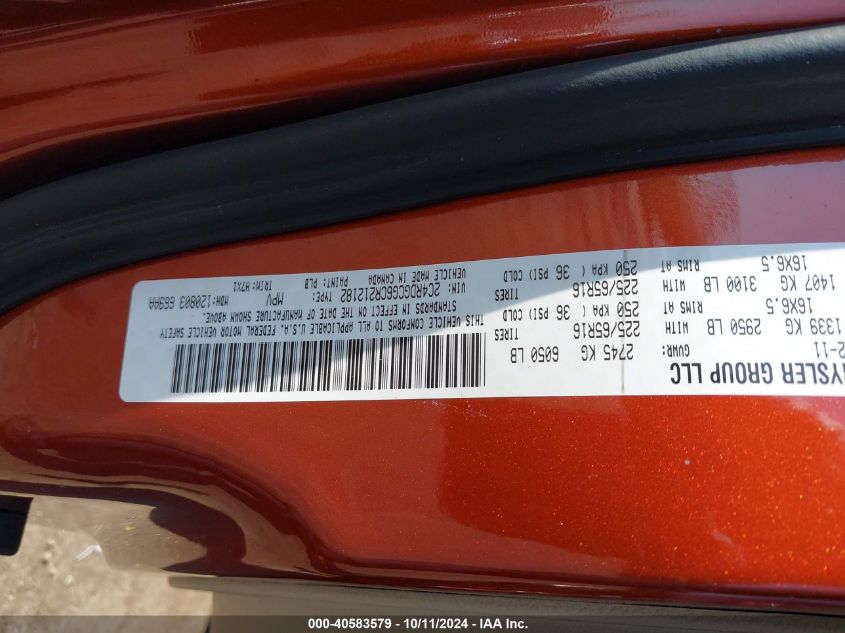 YSLER GROUP LLC
2-11 GVWR: 2745 KG 6050 LB
1339 KG 2950 LB WITH 225/65R16 TIRES
16X6.5 RIMS AT 250 KPA ( 36 PSI) COLD
1407 KG 3100 LB WITH 225/65R16 TIRES
16X6.5 RIMS AT 250 KPA ( 36 PSI) COLD
THIS VEHICLE CONFORMS TO ALL APPLICABLE U.S.A. FEDERAL MOTOR VEHICLE SAFETY
STANDARDS IN EFFECT ON THE DATE OF MANUFACTURE SHOWN ABOVE.
VIN: 2C4RDGCG6CR212182 TYPE: MPV MDH:120803 669AA
VEHICLE MADE IN CANADA PAINT: PLB TRIM: H7X1
000-40583579 - 10/11/2024 - IAA Inc.